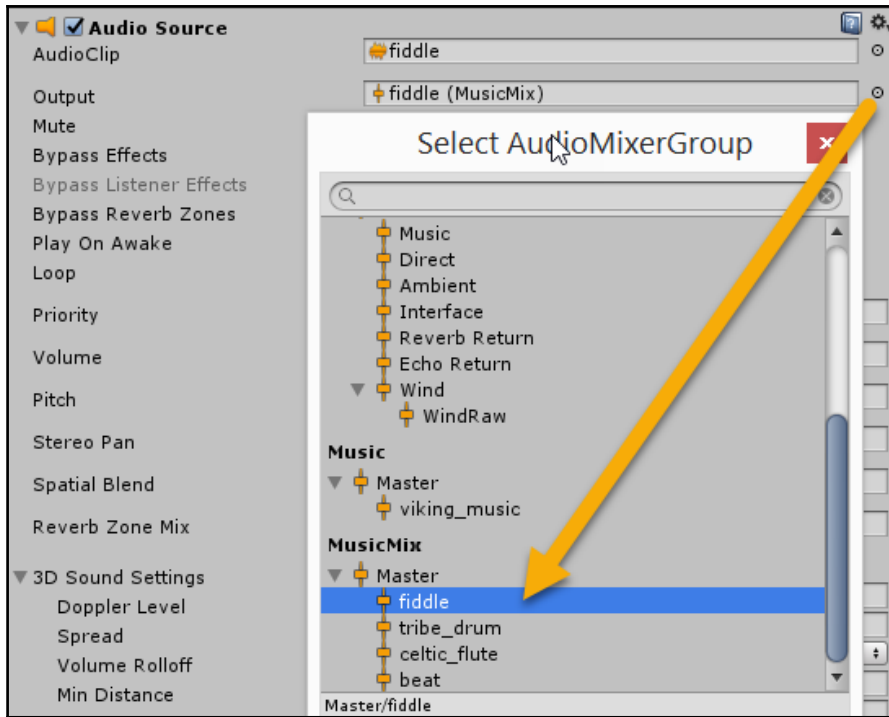 Audio Source
AudioClip
fiddle
Output
fiddle (MusicMix)
Mute
Bypass Effects
Bypass Listener Effects
Bypass Reverb Zones
Play On Awake
Loop
Priority
Volume
Pitch
Stereo Pan
Spatial Blend
Reverb Zone Mix
3D Sound Settings
Doppler Level
Spread
Volume Rolloff
Min Distance
Select AudioMixerGroup
Music
Direct
Ambient
Interface
Reverb Return
Echo Return
Wind
WindRaw
Music
Master
viking_music
MusicMix
Master
fiddle
tribe_drum
celtic_flute
beat
Master/fiddle